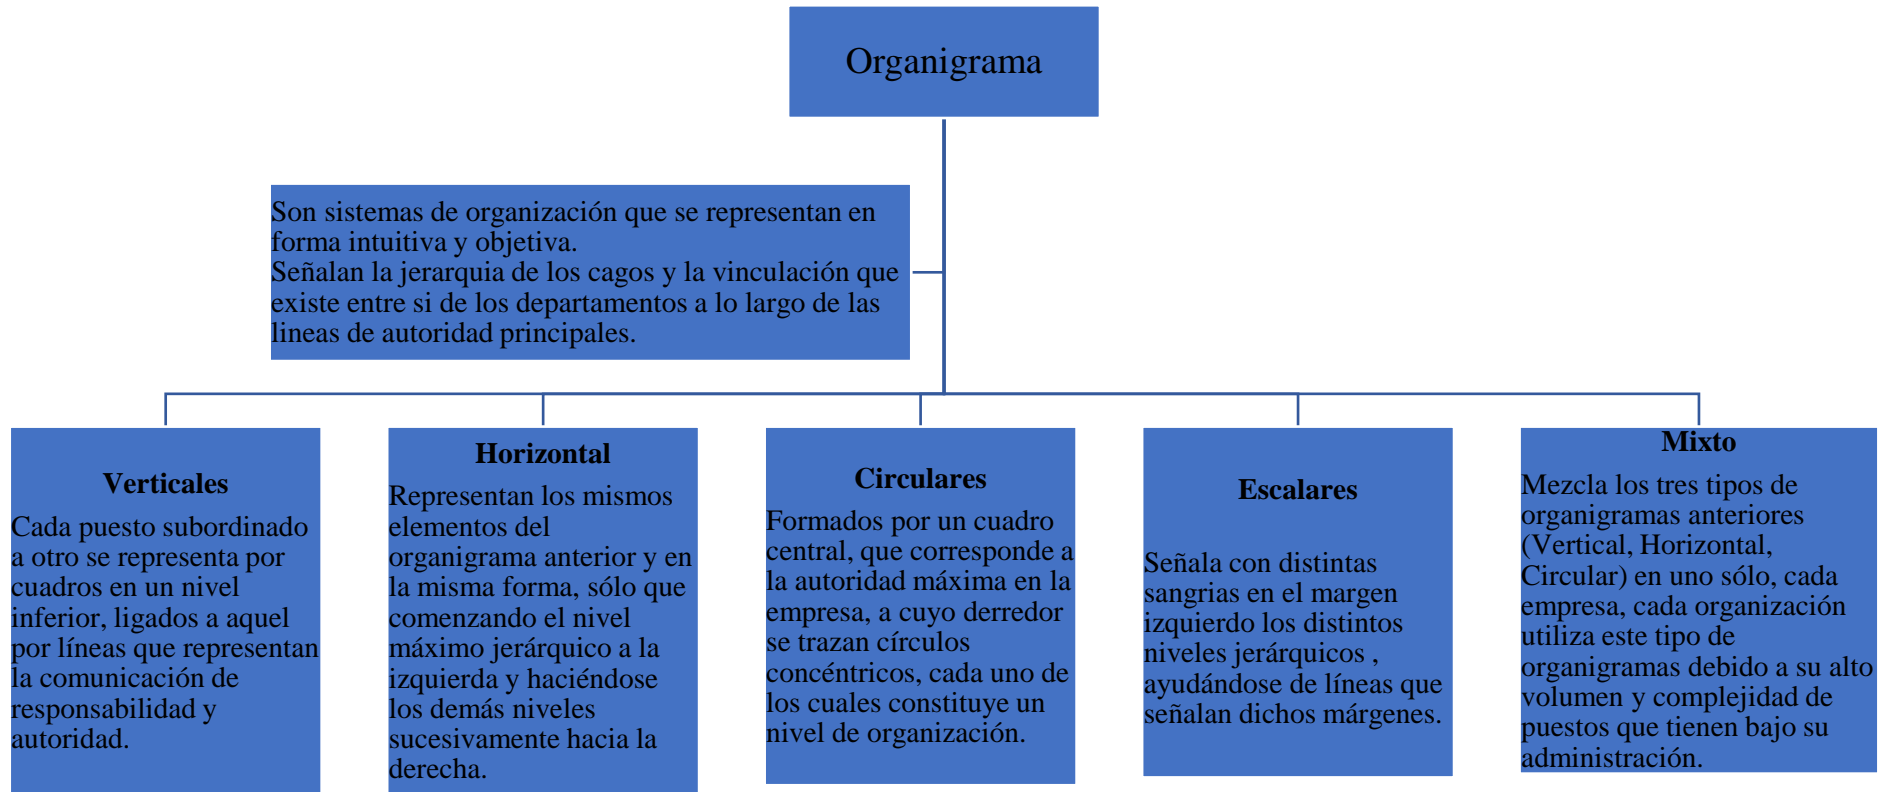 Organigrama
Son sistemas de organización que se representan en
forma intuitiva y objetiva.
Señalan la jerarquia de los cagos y la vinculación que
existe entre si de los departamentos a lo largo de las
lineas de autoridad principales.
Verticales
Cada puesto subordinado
a otro se representa por
cuadros en un nivel
inferior, ligados a aquel
por líneas que representan
la comunicación de
responsabilidad y
autoridad.
Horizontal
Representan los mismos
elementos del
organigrama anterior y en
la misma forma, sólo que
comenzando el nivel
máximo jerárquico a la
izquierda y haciéndose
los demás niveles
sucesivamente hacia la
derecha.
Circulares
Formados por un cuadro
central, que corresponde a
la autoridad máxima en la
empresa, a cuyo derredor
se trazan círculos
concéntricos, cada uno de
los cuales constituye un
nivel de organización.
Escalares
Señala con distintas
sangrias en el margen
izquierdo los distintos
niveles jerárquicos ,
ayudándose de líneas que
señalan dichos márgenes.
Mixto
Mezcla los tres tipos de
organigramas anteriores
(Vertical, Horizontal,
Circular) en uno sólo, cada
empresa, cada organización
utiliza este tipo de
organigramas debido a su alto
volumen y complejidad de
puestos que tienen bajo su
administración.